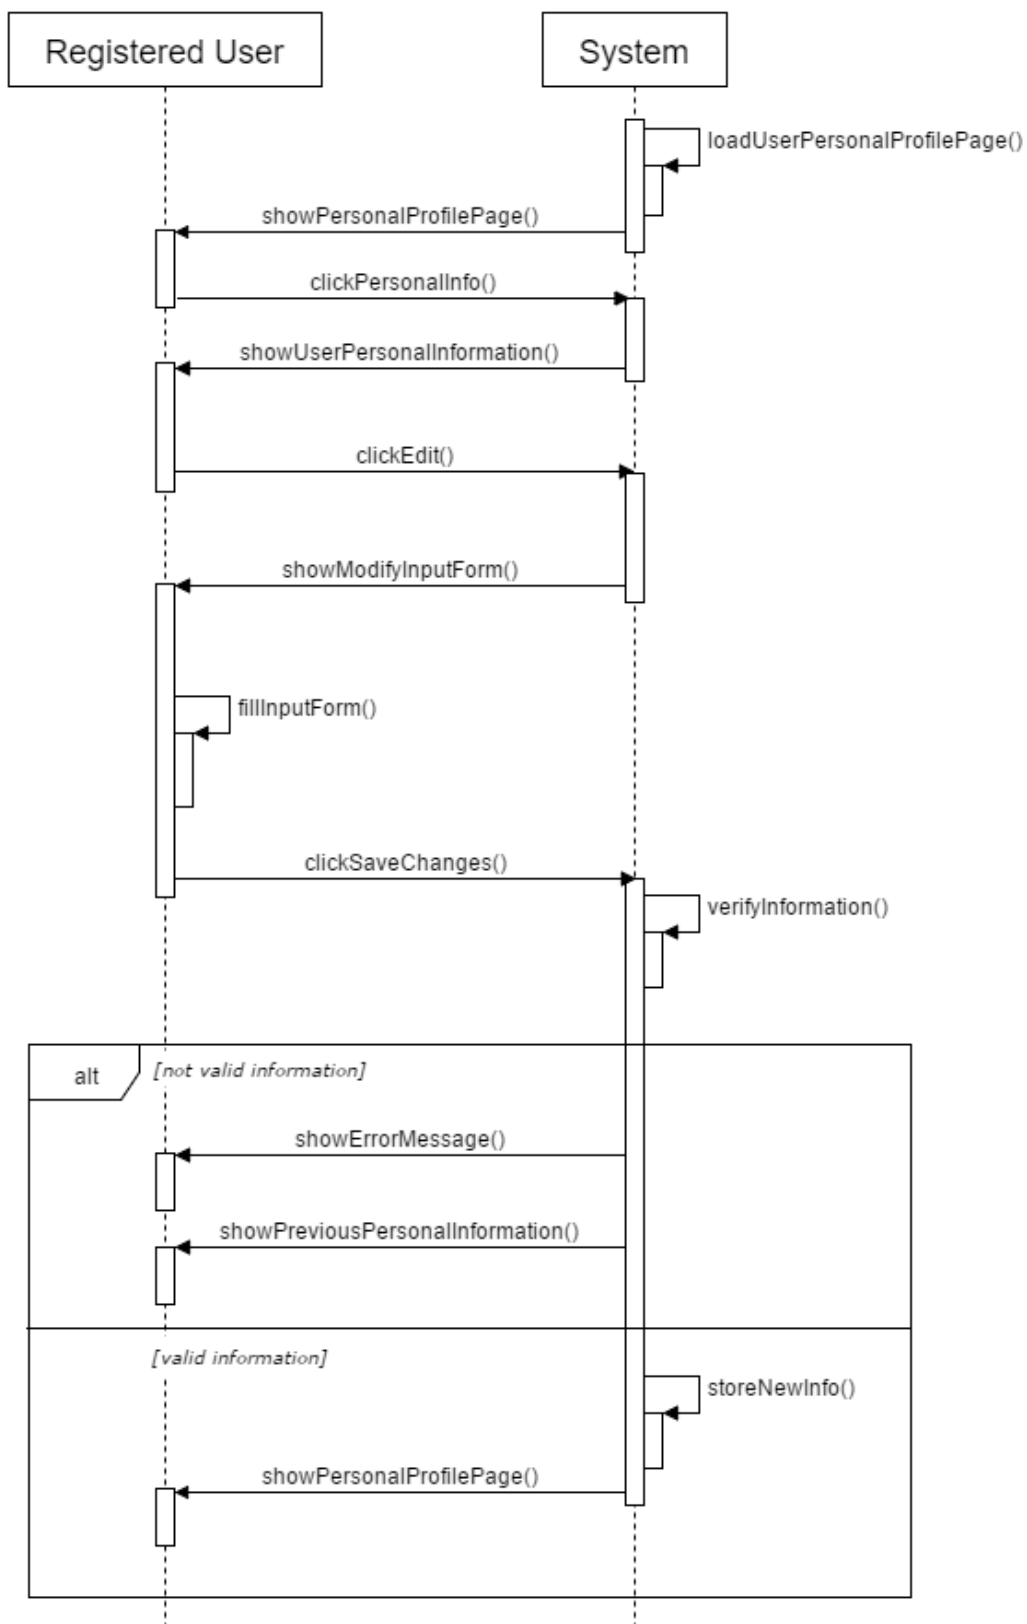 Registered User
System
loadUserPersonalProfilePage()
showPersonalProfilePage()
clickPersonalInfo()
showUserPersonalInformation()
clickEdit()
showModifyInputForm()
fillInputForm()
clickSaveChanges()
verifyInformation()
alt
[not valid information]
showErrorMessage()
showPreviousPersonalInformation()
[valid information]
storeNewInfo()
showPersonalProfilePage()